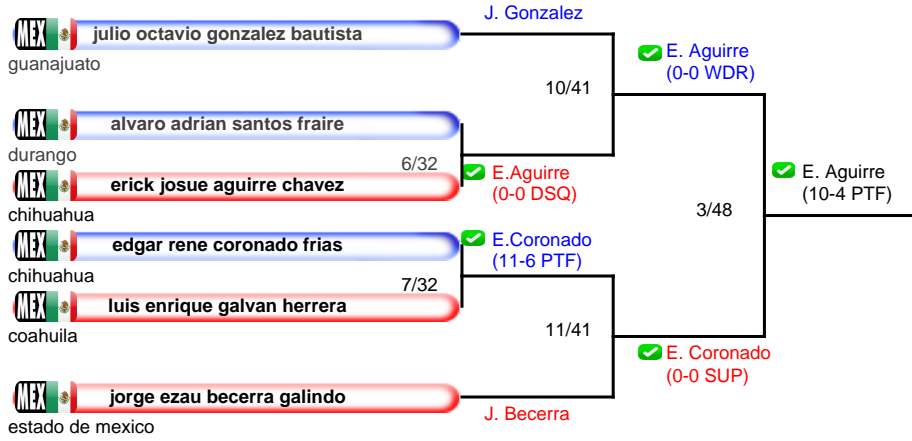 J. Gonzalez
MEX julio octavio gonzalez bautista
guanajuato
E. Aguirre
(0-0 WDR)
10/41
MEX alvaro adrian santos fraire
durango
6/32
E.Aguirre
(0-0 DSQ)
MEX erick josue aguirre chavez
chihuahua
E. Aguirre
(10-4 PTF)
3/48
MEX edgar rene coronado frias
chihuahua
E.Coronado
(11-6 PTF)
7/32
MEX luis enrique galvan herrera
coahuila
11/41
E. Coronado
(0-0 SUP)
MEX jorge ezau becerra galindo
J. Becerra
estado de mexico